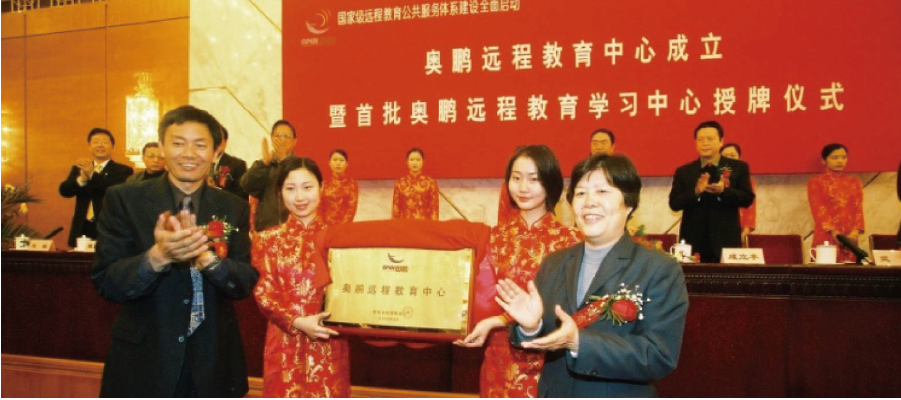 国家级远程教育公共服务体系建设全面启动
奥鹏远程教育中心成立
暨首批奥鹏远程教育学习中心授牌仪式
奥鹏远程教育中心